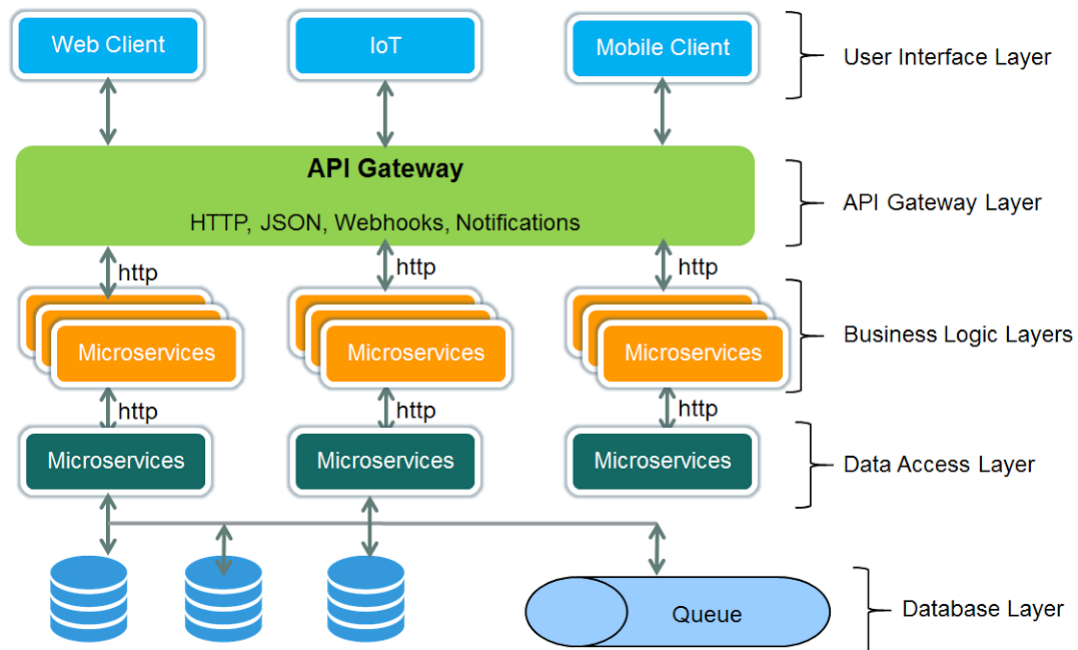 Web Client
IoT
Mobile Client
User Interface Layer
API Gateway
HTTP, JSON, Webhooks, Notifications
API Gateway Layer
http
http
http
Microservices
Microservices
Microservices
Business Logic Layers
http
http
http
Microservices
Microservices
Microservices
Data Access Layer
Queue
Database Layer